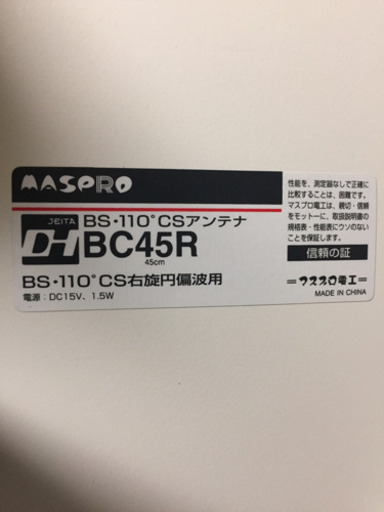 MASPRO
JEITA
DH
BS・110°CSアンテナ
BC45R
45cm
BS・110°CS右旋円偏波用
電源：DC15V、1.5W
性能を、測定器なしで正確に
比較することは、困難です。
マスプロ電工は、親切・信頼
をモットーに、取扱説明書の
規格表・性能表にウソのない
ことを保証します。
信頼の証
＝マスプロ電工＝
MADE IN CHINA